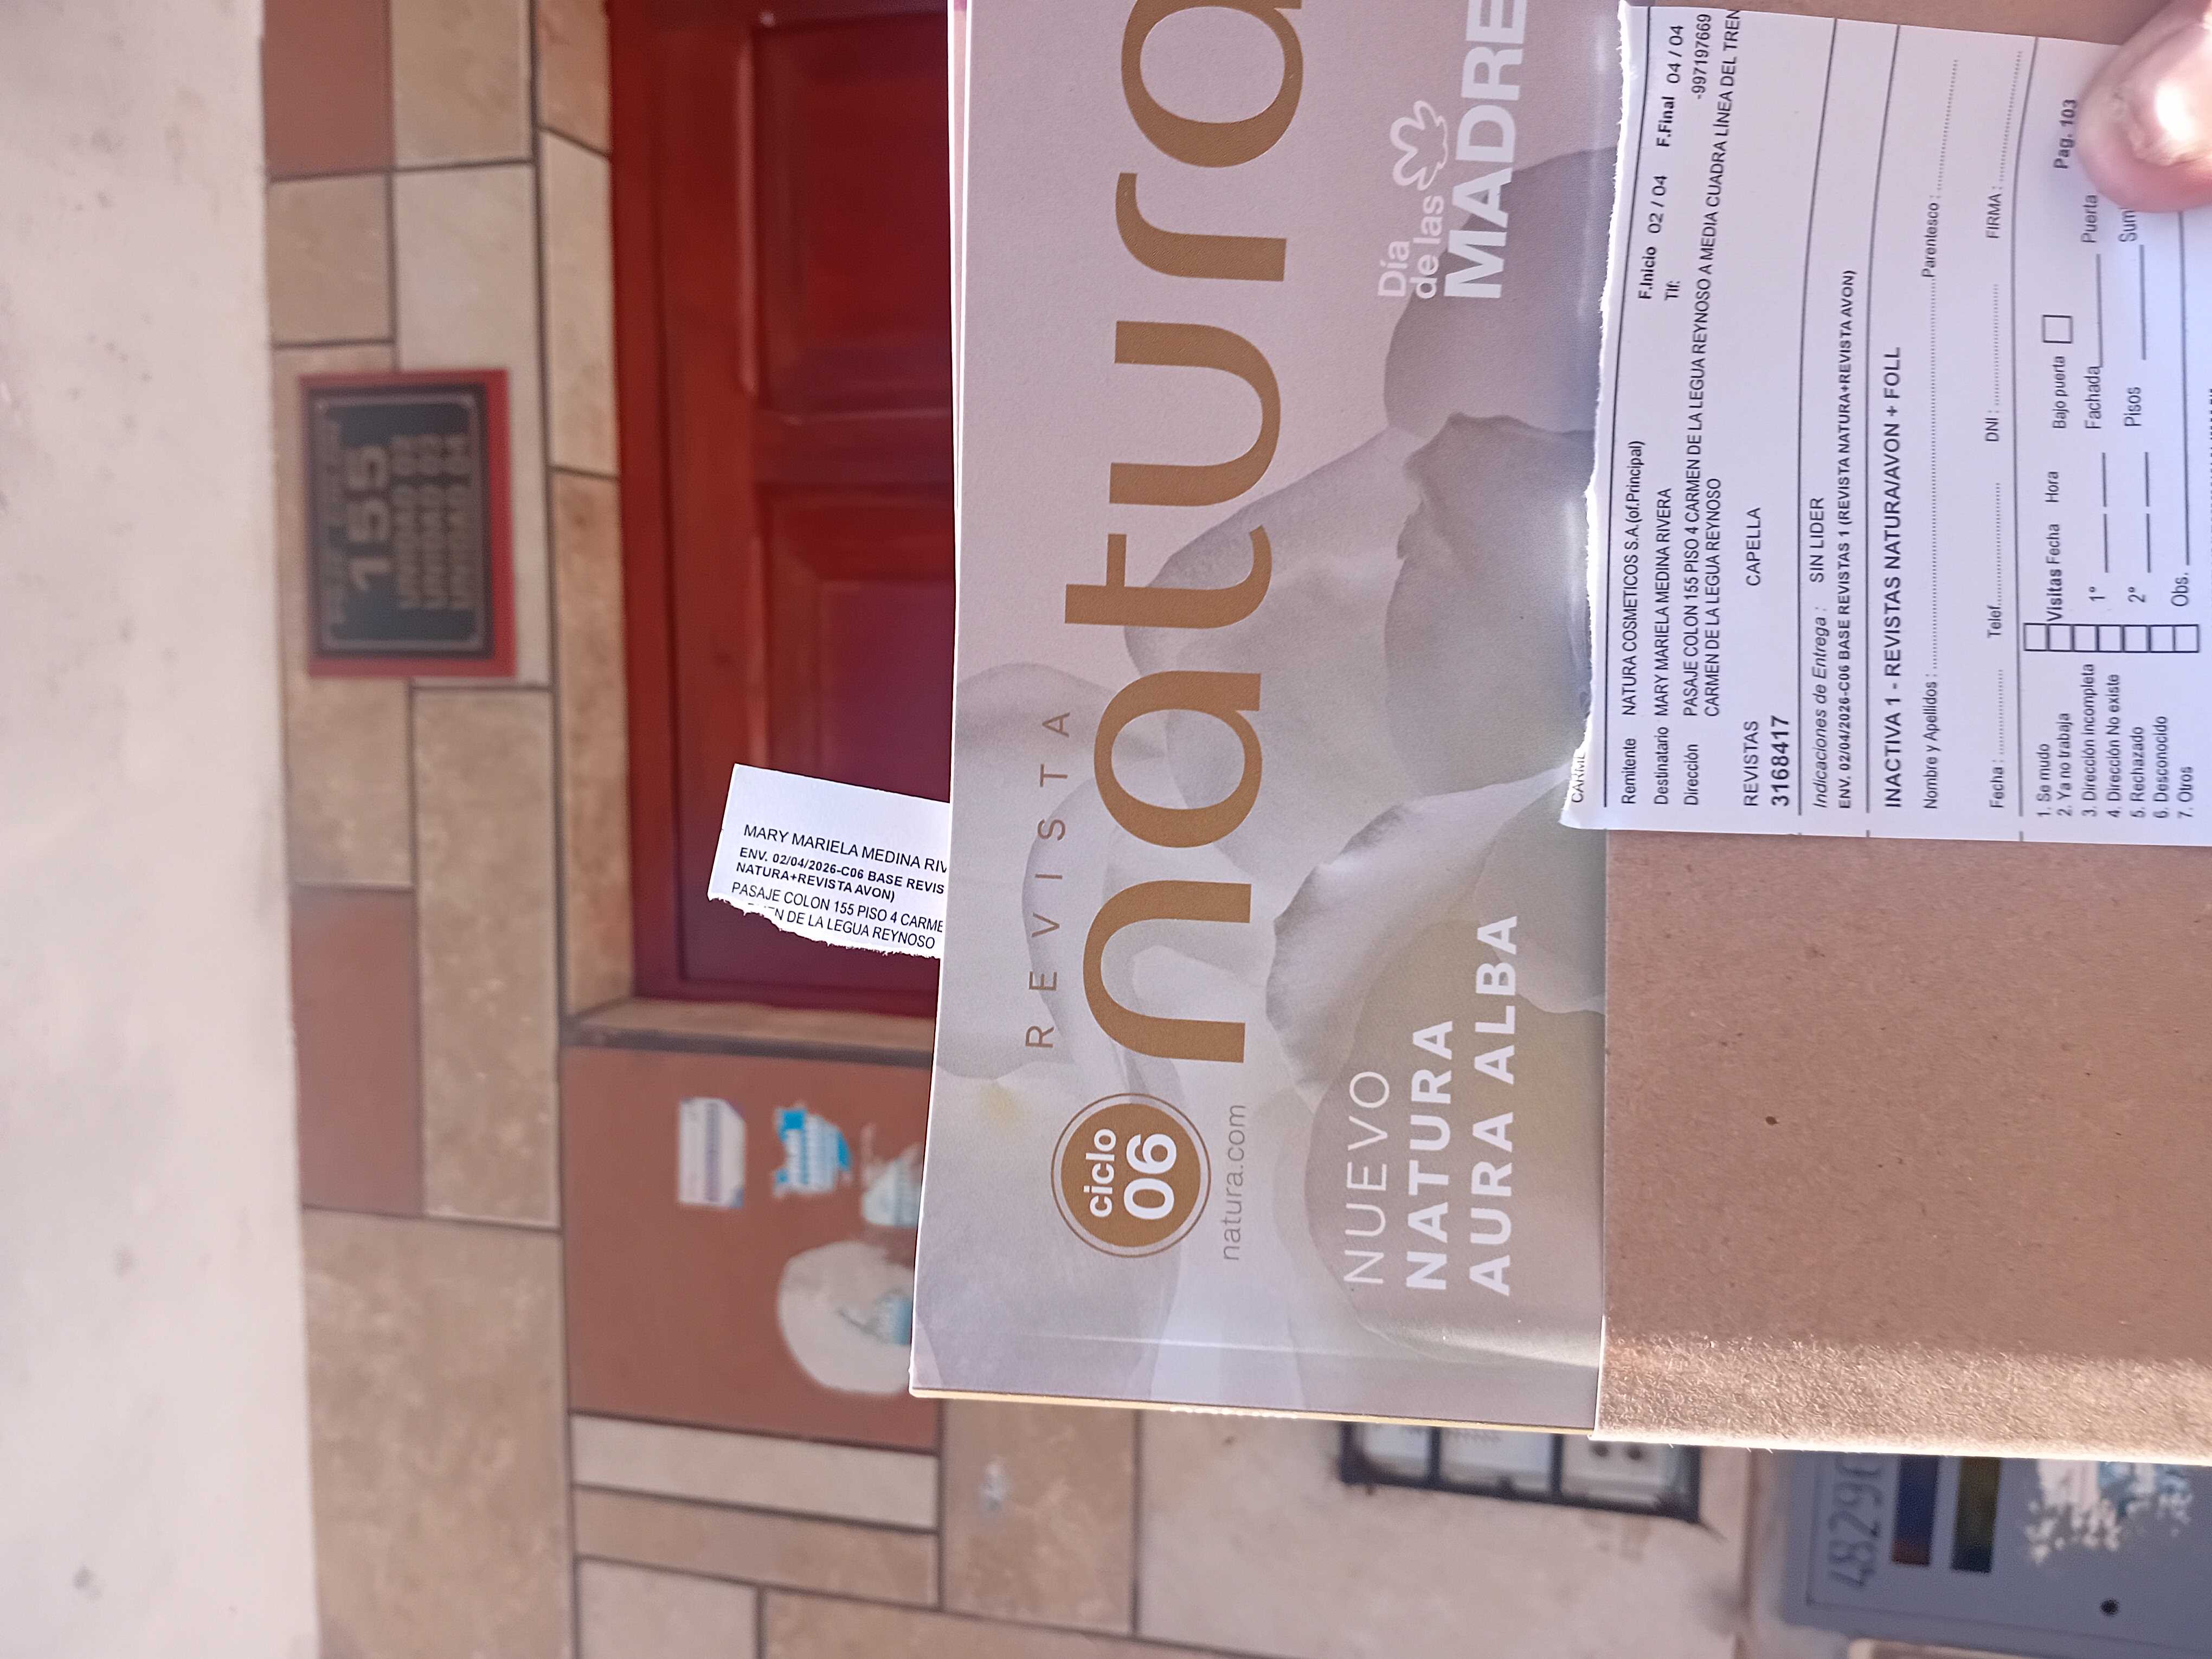 155
MARY MARIELA MEDINA RIV
ENV. 02/04/2026-C06 BASE REVIS
NATURA+REVISTA AVON)
PASAJE COLON 155 PISO 4 CARME
DE LA LEGUA REYNOSO
REVISTA
natura
ciclo
06
natura.com
Día
de las
MADRE
NUEVO
NATURA
AURA ALBA
F.Inicio 02 / 04 F.Final 04 / 04
Remitente NATURA COSMETICOS S.A.(of.Principal) Tlf: -997197669
Destinatario MARY MARIELA MEDINA RIVERA
Dirección PASAJE COLON 155 PISO 4 CARMEN DE LA LEGUA REYNOSO A MEDIA CUADRA LÍNEA DEL TREN
CARMEN DE LA LEGUA REYNOSO
REVISTAS CAPELLA
3168417
Indicaciones de Entrega : SIN LIDER
ENV. 02/04/2026-C06 BASE REVISTAS 1 (REVISTA NATURA+REVISTA AVON)
INACTIVA 1 - REVISTAS NATURA/AVON + FOLL
Nombre y Apellidos : Parentesco :
Fecha : Telef. DNI : FIRMA :
1. Se mudo Visitas Fecha Hora Bajo puerta Pag. 103
2. Ya no trabaja
3. Dirección incompleta 1° Fachada Puerta
4. Dirección No existe
5. Rechazado 2° Pisos Sum
6. Desconocido
7. Otros Obs.